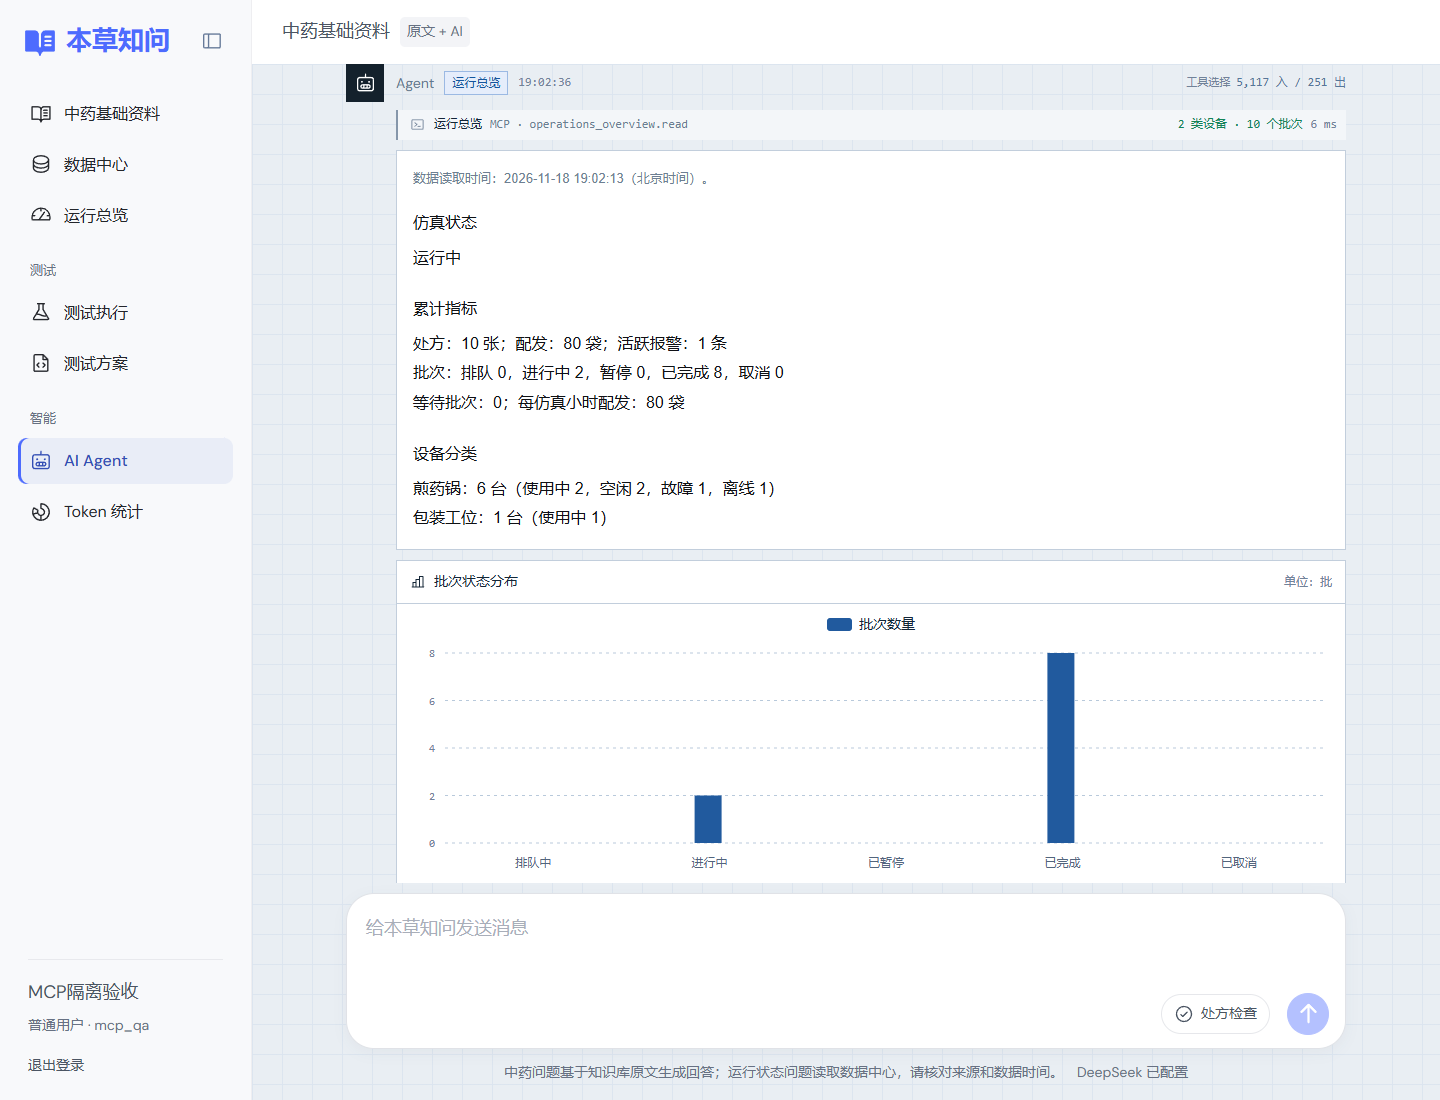 本草知问
中药基础资料
数据中心
运行总览
测试
测试执行
测试方案
智能
AI Agent
Token 统计
MCP隔离验收
普通用户 · mcp_qa
退出登录
中药基础资料 原文 + AI
Agent 运行总览 19:02:36 工具选择 5,117 入 / 251 出
运行总览 MCP · operations_overview.read 2 类设备 · 10 个批次 6 ms
数据读取时间：2026-11-18 19:02:13（北京时间）。
仿真状态
运行中
累计指标
处方：10 张；配发：80 袋；活跃报警：1 条
批次：排队 0，进行中 2，暂停 0，已完成 8，取消 0
等待批次：0；每仿真小时配发：80 袋
设备分类
煎药锅：6 台（使用中 2，空闲 2，故障 1，离线 1）
包装工位：1 台（使用中 1）
批次状态分布 单位：批
批次数量
8
6
4
2
0
排队中 进行中 已暂停 已完成 已取消
给本草知问发送消息
处方检查
中药问题基于知识库原文生成回答；运行状态问题读取数据中心，请核对来源和数据时间。 DeepSeek 已配置